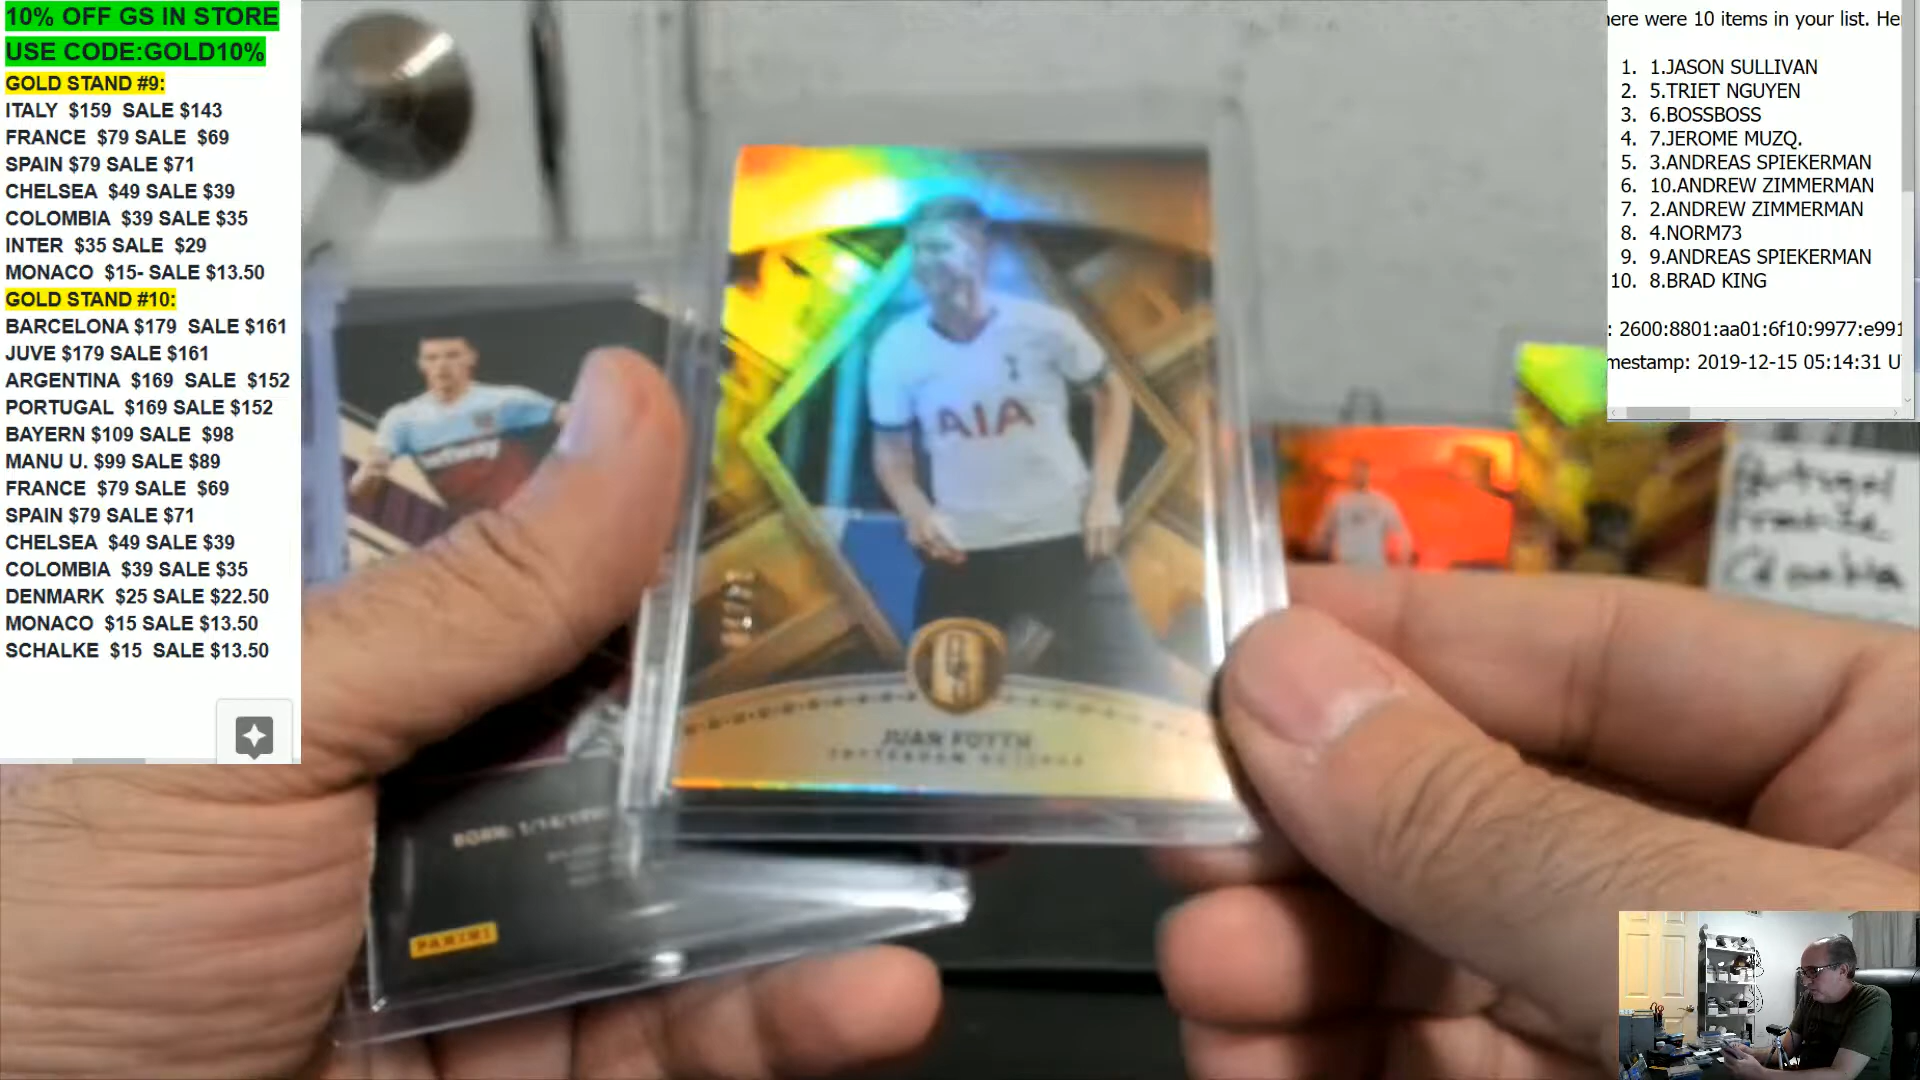 10% OFF GS IN STORE
USE CODE:GOLD10%
GOLD STAND #9:
ITALY $159 SALE $143
FRANCE $79 SALE $69
SPAIN $79 SALE $71
CHELSEA $49 SALE $39
COLOMBIA $39 SALE $35
INTER $35 SALE $29
MONACO $15- SALE $13.50
GOLD STAND #10:
BARCELONA $179 SALE $161
JUVE $179 SALE $161
ARGENTINA $169 SALE $152
PORTUGAL $169 SALE $152
BAYERN $109 SALE $98
MANU U. $99 SALE $89
FRANCE $79 SALE $69
SPAIN $79 SALE $71
CHELSEA $49 SALE $39
COLOMBIA $39 SALE $35
DENMARK $25 SALE $22.50
MONACO $15 SALE $13.50
SCHALKE $15 SALE $13.50
ere were 10 items in your list. He
1. 1.JASON SULLIVAN
2. 5.TRIET NGUYEN
3. 6.BOSSBOSS
4. 7.JEROME MUZQ.
5. 3.ANDREAS SPIEKERMAN
6. 10.ANDREW ZIMMERMAN
7. 2.ANDREW ZIMMERMAN
8. 4.NORM73
9. 9.ANDREAS SPIEKERMAN
10. 8.BRAD KING
: 2600:8801:aa01:6f10:9977:e991
mestamp: 2019-12-15 05:14:31 U
Portugal
France
Colombia
AIA
betway
JUAN FOYTH
TOTTENHAM HOTSPUR
BORN:
PANINI